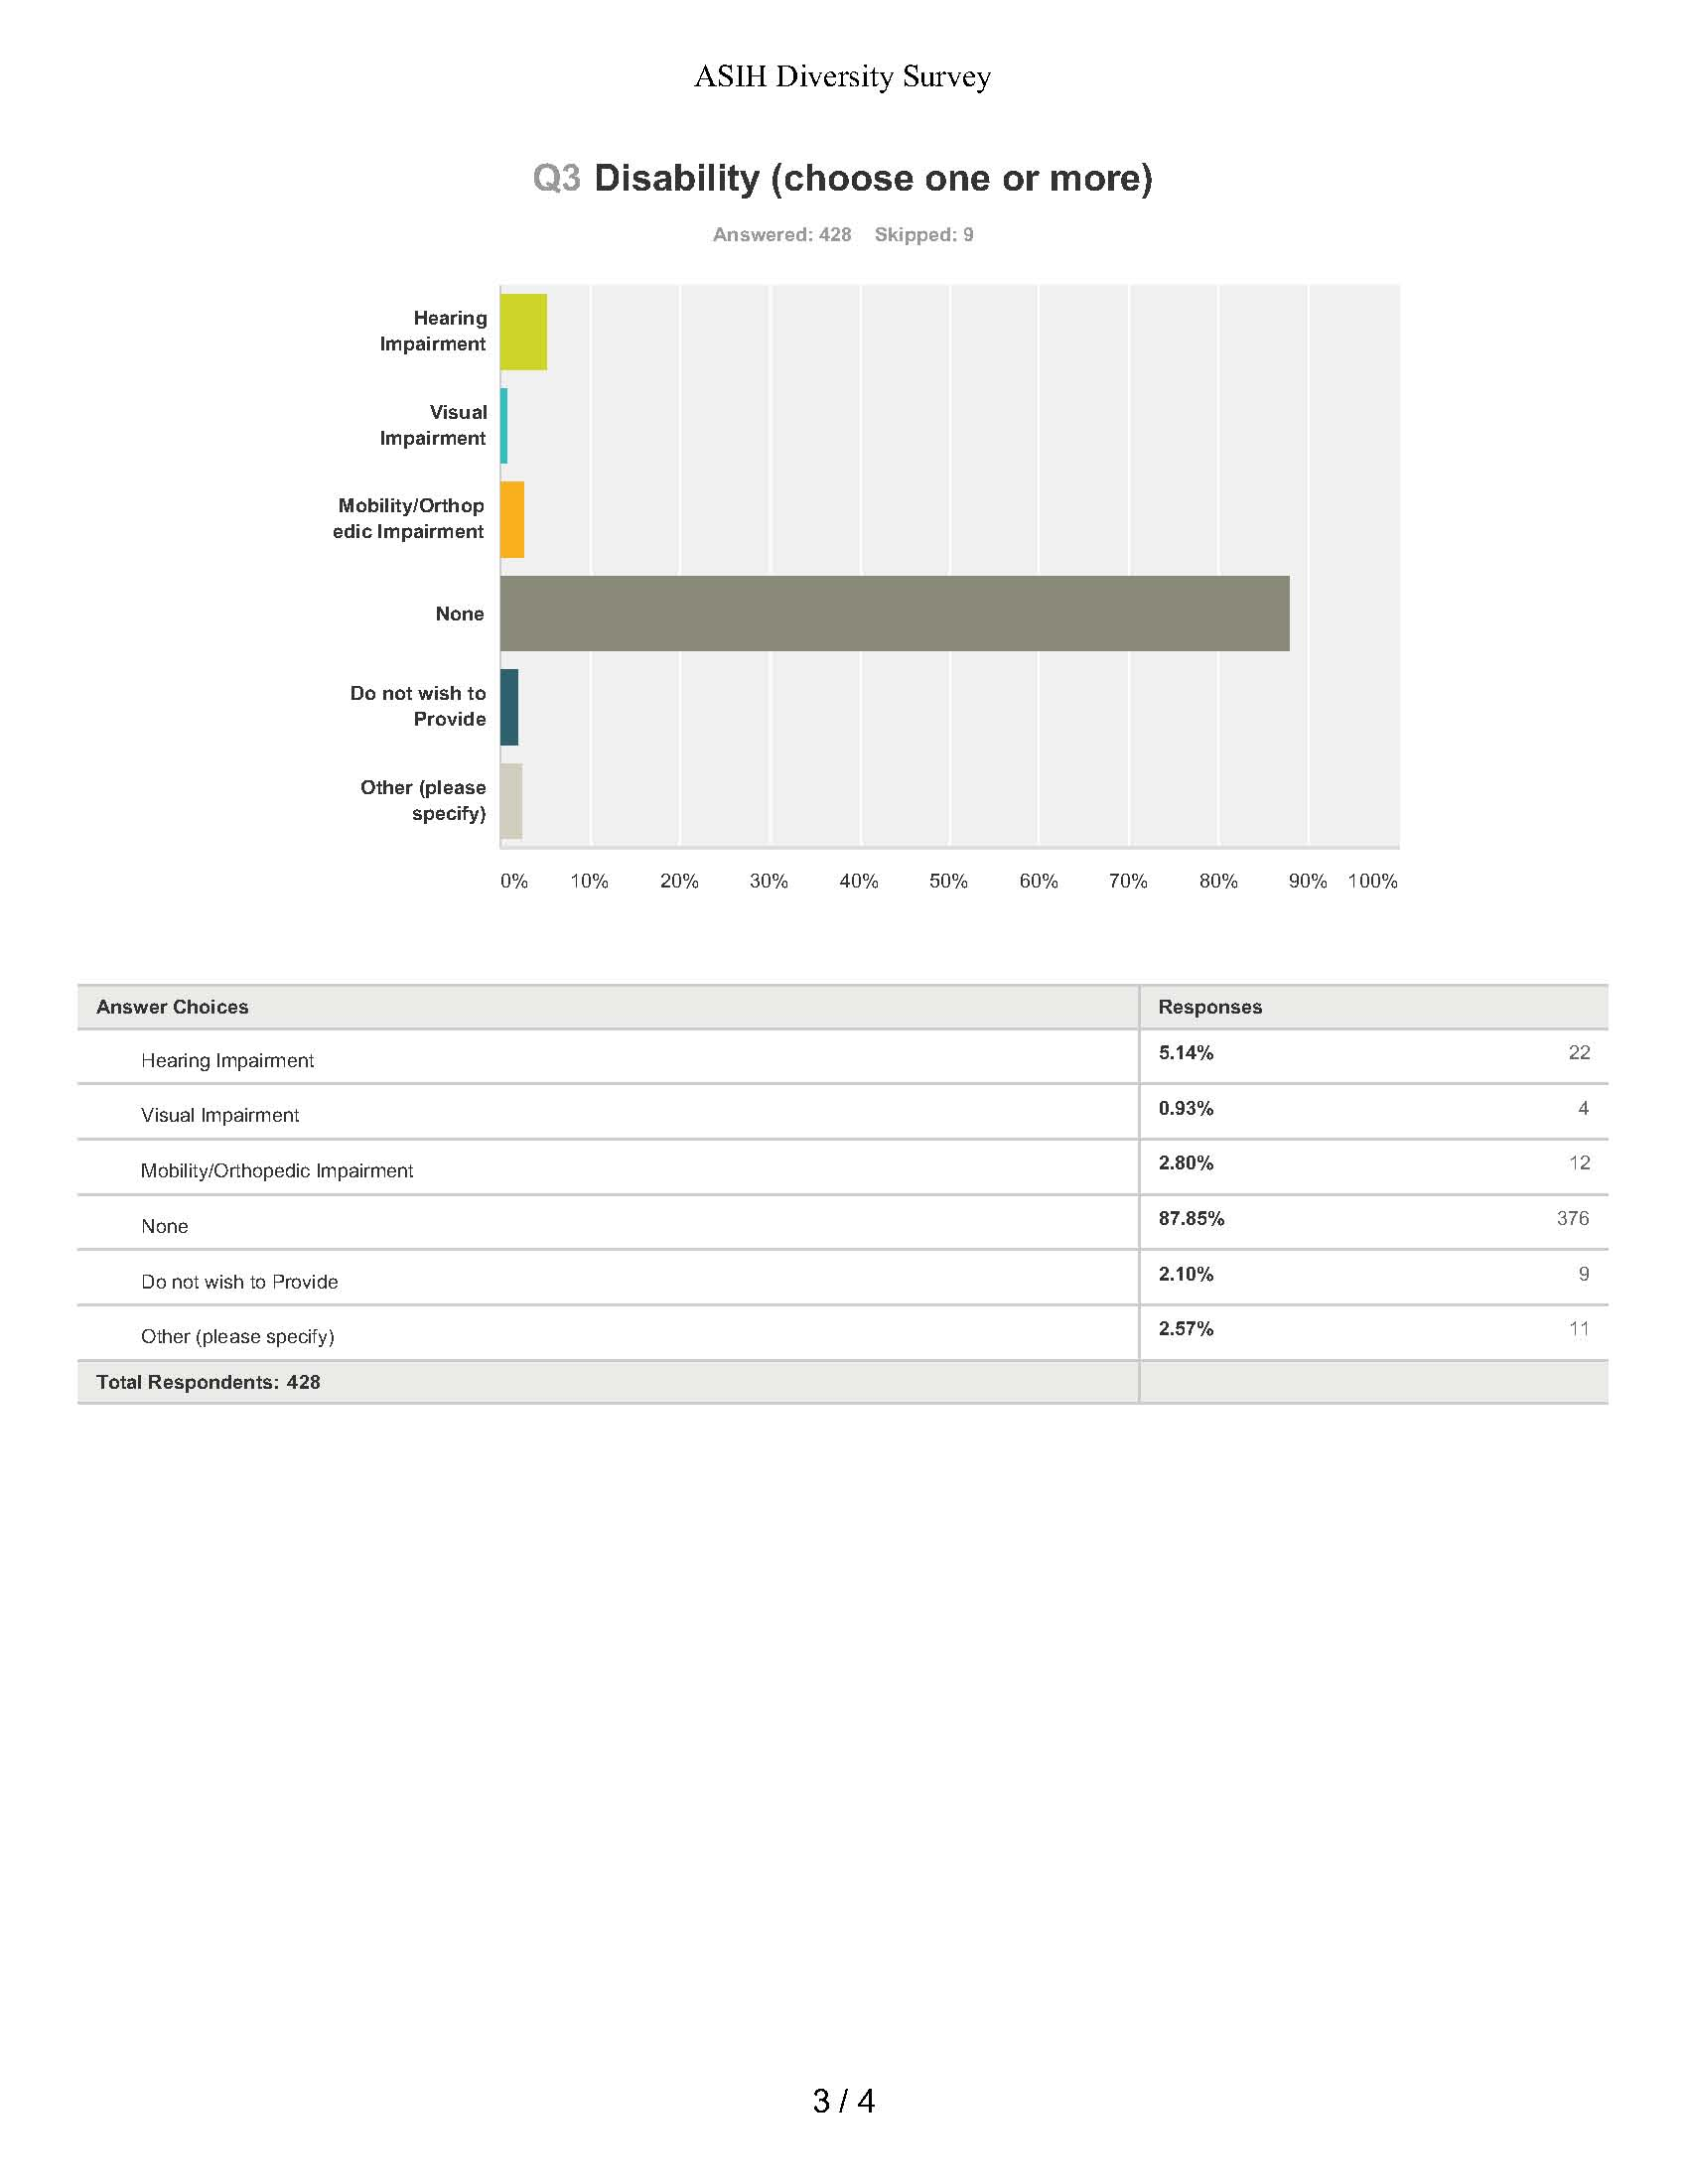 ASIH Diversity Survey
Q3 Disability (choose one or more)
Answered: 428 Skipped: 9
Hearing
Impairment
Visual
Impairment
Mobility/Orthop
edic Impairment
None
Do not wish to
Provide
Other (please
specify)
0% 10% 20% 30% 40% 50% 60% 70% 80% 90% 100%
Answer Choices Responses
Hearing Impairment 5.14% 22
Visual Impairment 0.93% 4
Mobility/Orthopedic Impairment 2.80% 12
None 87.85% 376
Do not wish to Provide 2.10% 9
Other (please specify) 2.57% 11
Total Respondents: 428
3 / 4